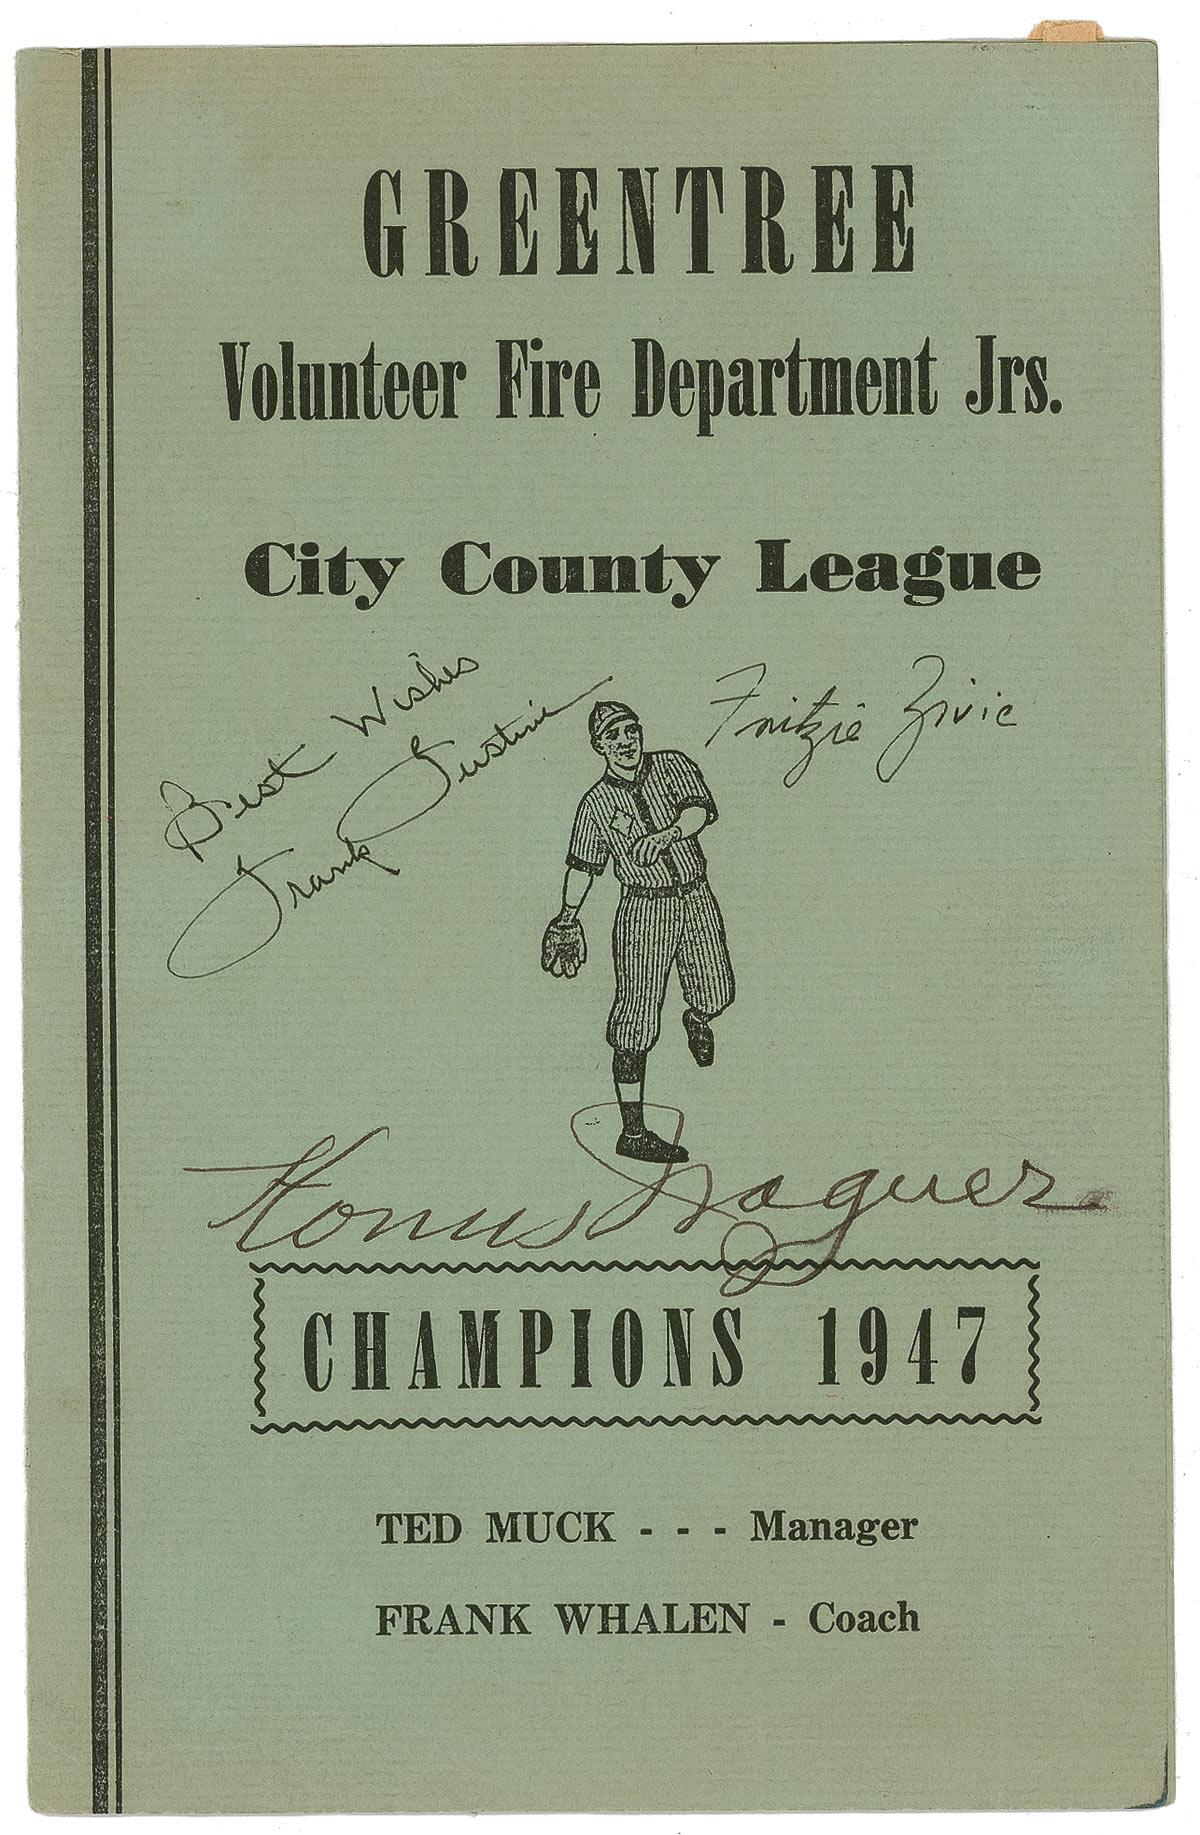 GREENTREE
Volunteer Fire Department Jrs.
City County League
Best Wishes
Frank Gustine
Fritzie Zivic
Honus Wagner
CHAMPIONS 1947
TED MUCK - - - Manager
FRANK WHALEN - Coach